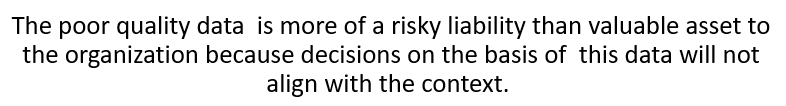 The poor quality data  is more of a risky liability than valuable asset to
the organization because decisions on the basis of  this data will not
align with the context.